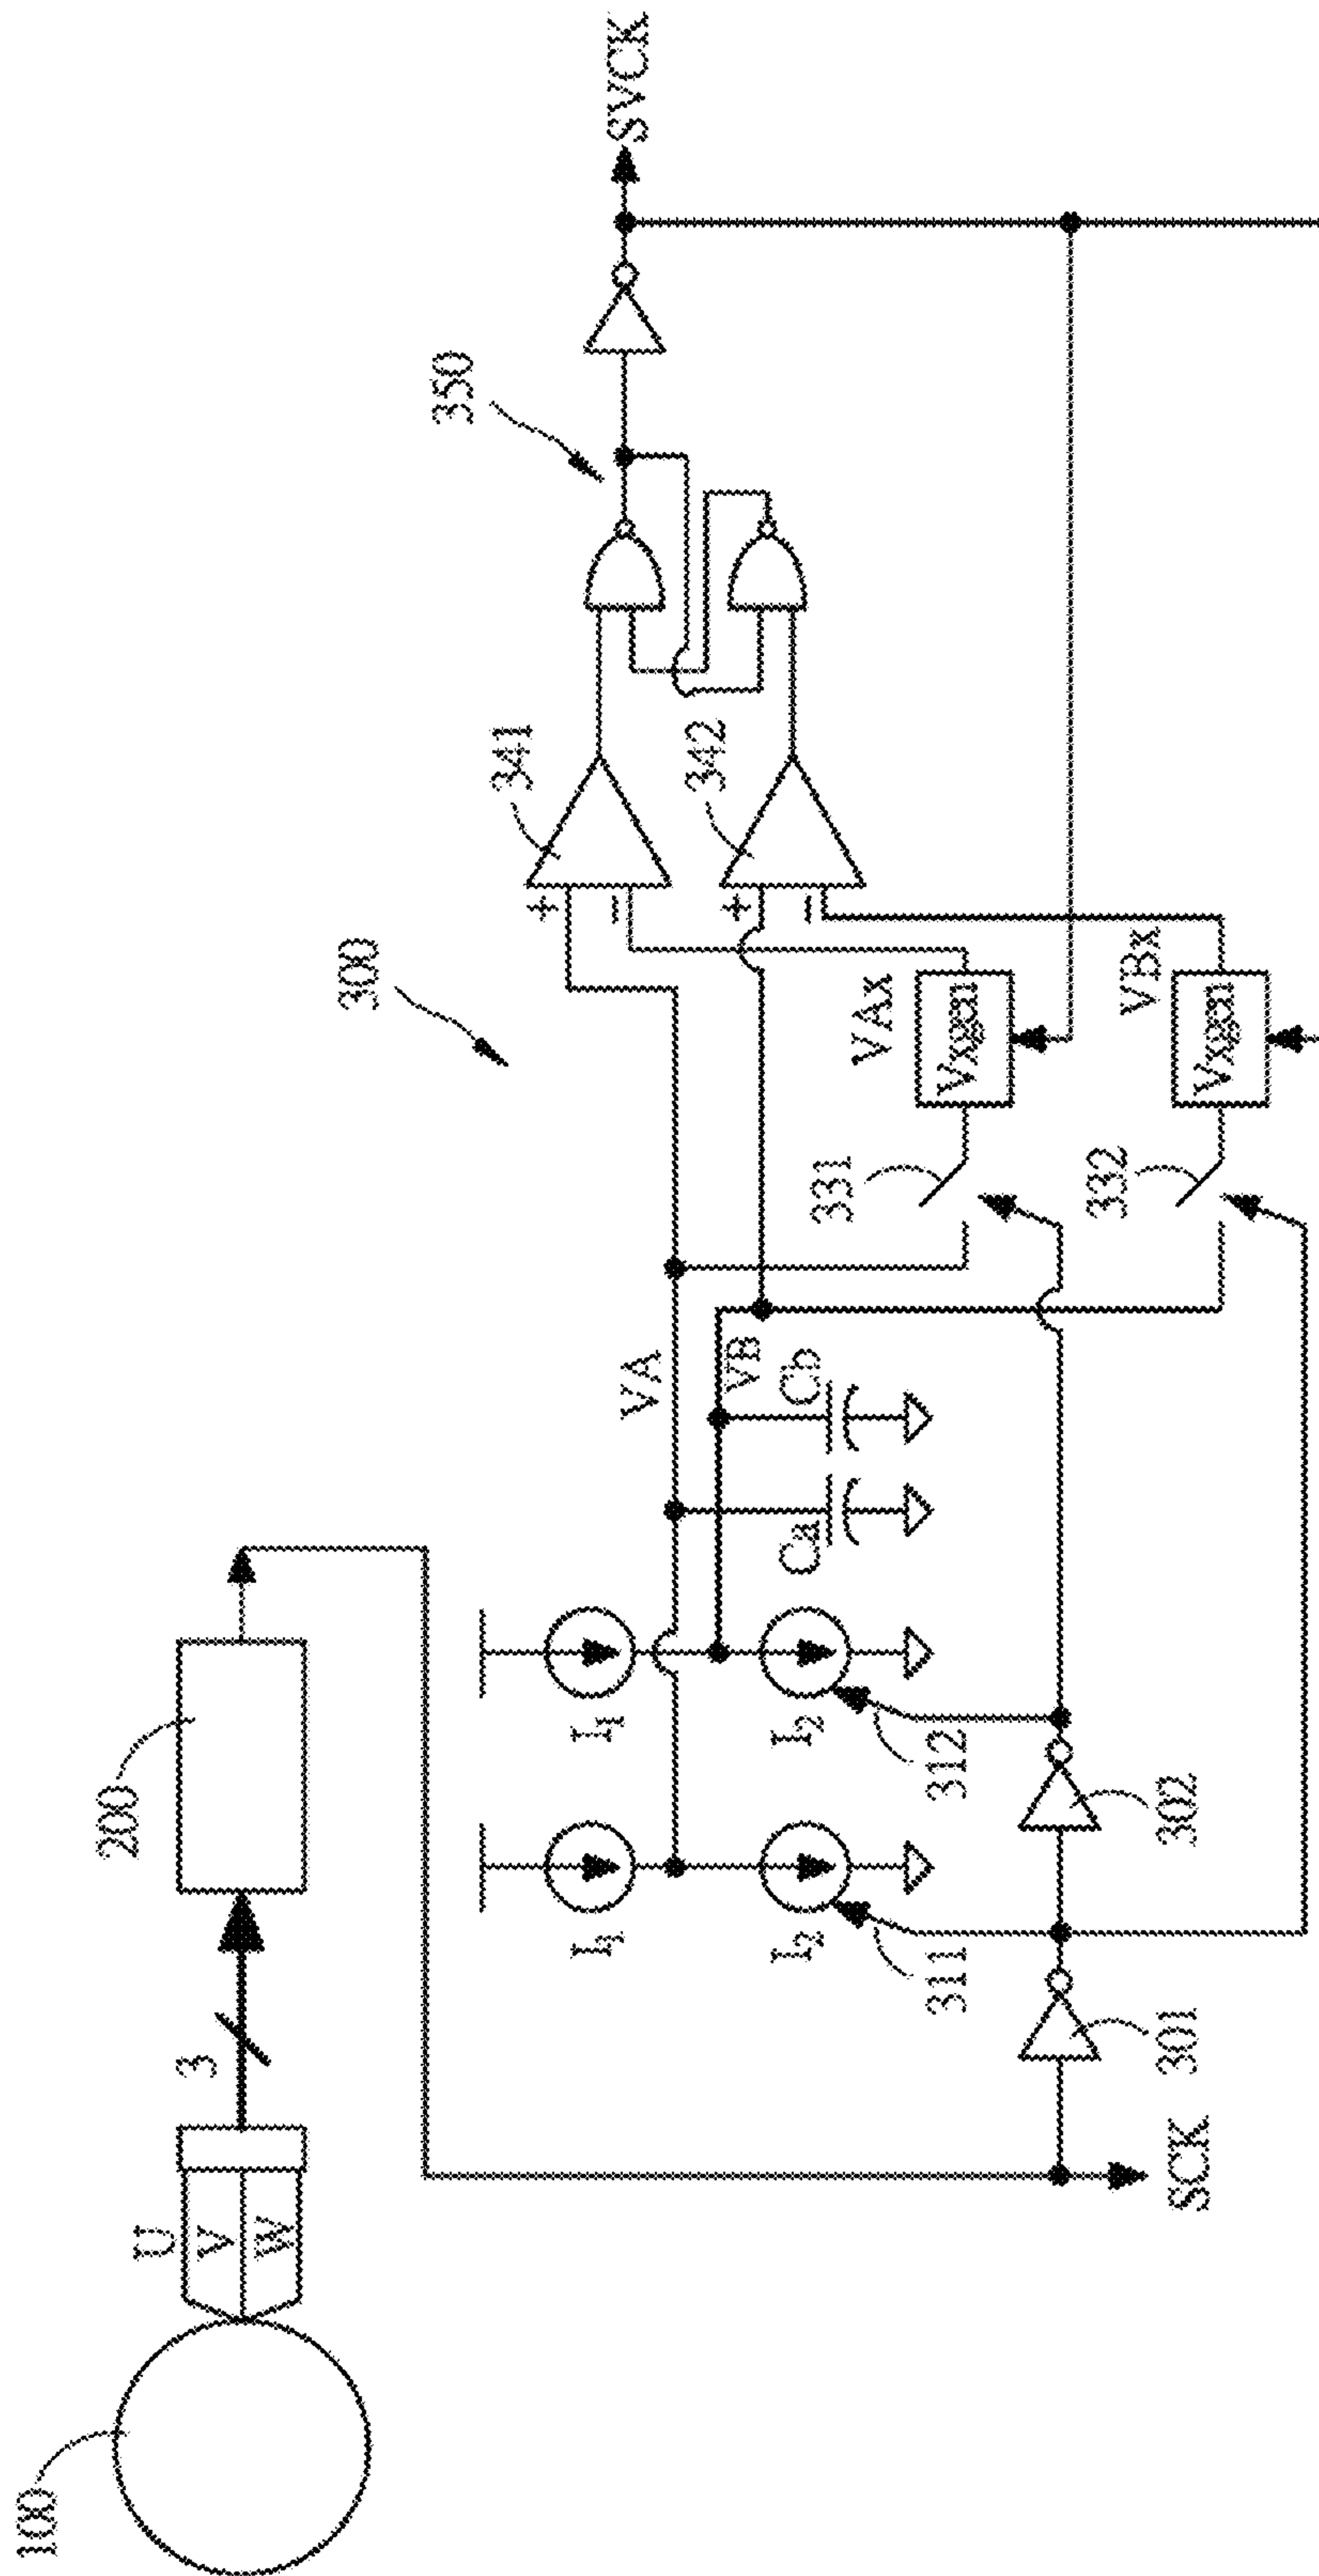 100
U
V
W
3
200
SCK
301
302
311
312
I₁
I₂
I₁
I₂
Ca
Cb
VA
VB
300
331
332
VAx
Vxgen
VBx
Vxgen
+
−
341
+
−
342
350
SVCK